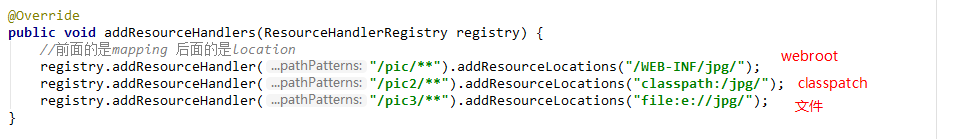 @Override
public void addResourceHandlers(ResourceHandlerRegistry registry) {
//前面的是mapping 后面的是Location
registry.addResourceHandler( ...pathPatterns: "/pic/**").addResourceLocations("/WEB-INF/jpg/"); webroot
registry.addResourceHandler( ...pathPatterns: "/pic2/**").addResourceLocations("classpath:/jpg/"); classpatch
registry.addResourceHandler( ...pathPatterns: "/pic3/**").addResourceLocations("file:e://jpg/"); 文件
}